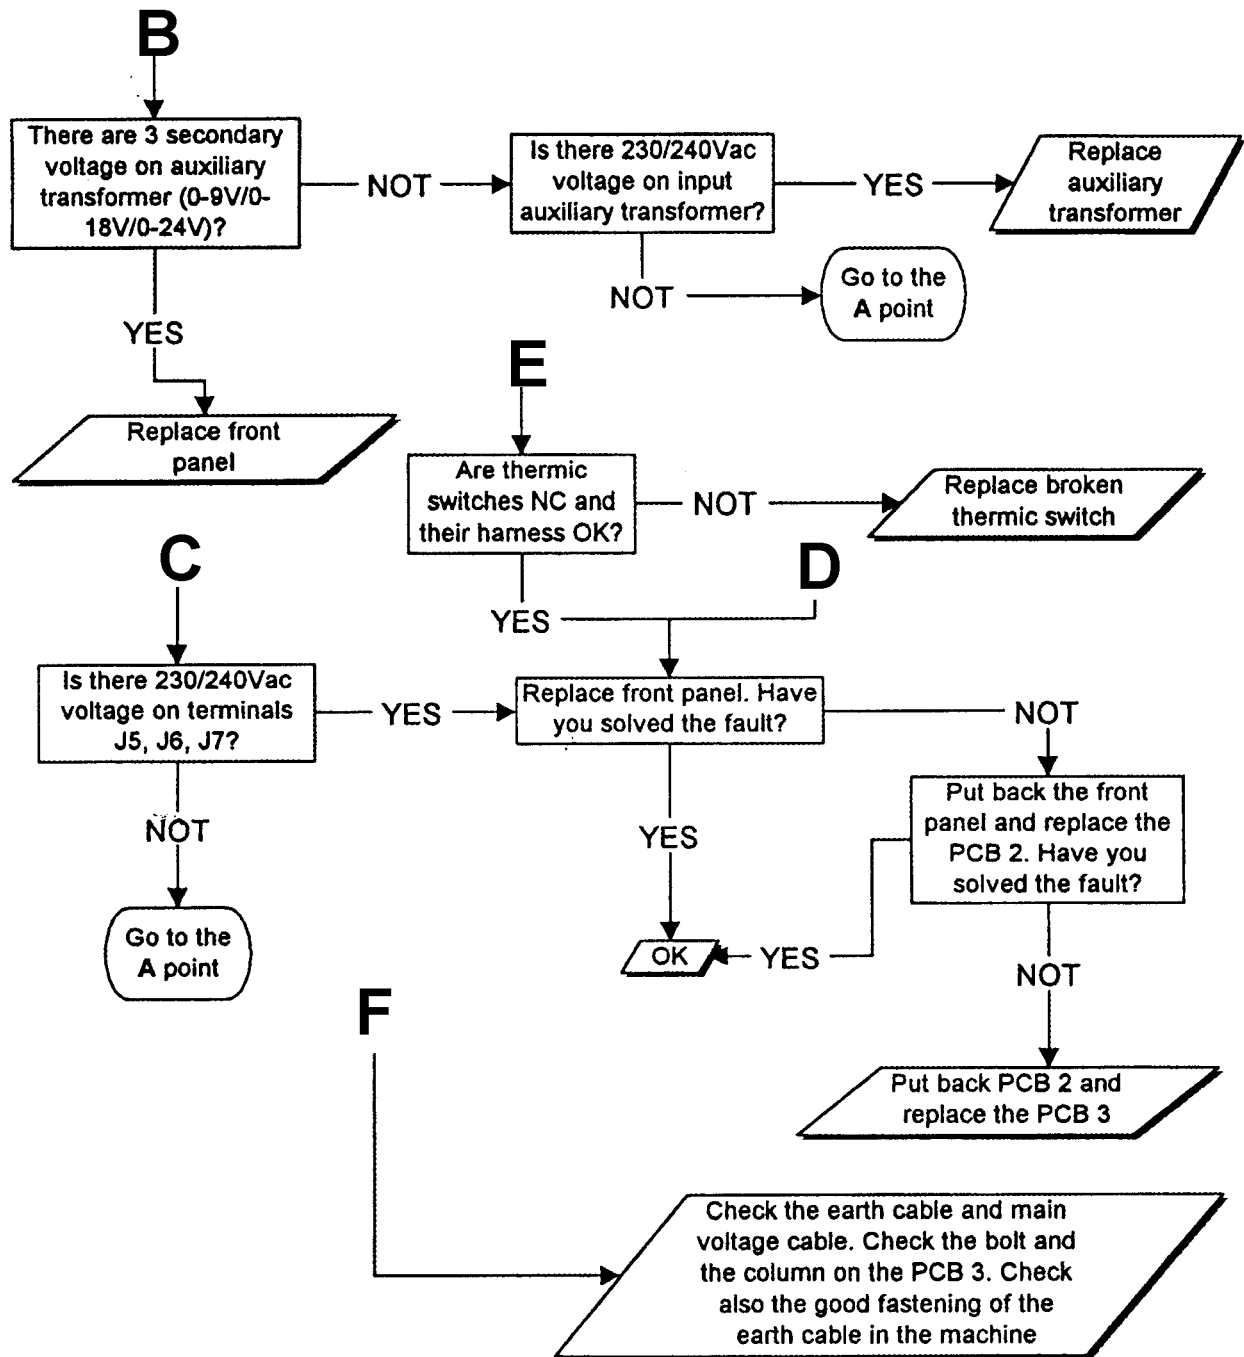 B
There are 3 secondary
voltage on auxiliary
transformer (0-9V/0-
18V/0-24V)?
NOT
Is there 230/240Vac
voltage on input
auxiliary transformer?
YES
Replace
auxiliary
transformer
NOT
Go to the
A point
YES
Replace front
panel
E
Are thermic
switches NC and
their harness OK?
NOT
Replace broken
thermic switch
YES
D
C
Is there 230/240Vac
voltage on terminals
J5, J6, J7?
YES
Replace front panel. Have
you solved the fault?
NOT
Put back the front
panel and replace the
PCB 2. Have you
solved the fault?
NOT
Go to the
A point
YES
OK
YES
NOT
Put back PCB 2 and
replace the PCB 3
F
Check the earth cable and main
voltage cable. Check the bolt and
the column on the PCB 3. Check
also the good fastening of the
earth cable in the machine